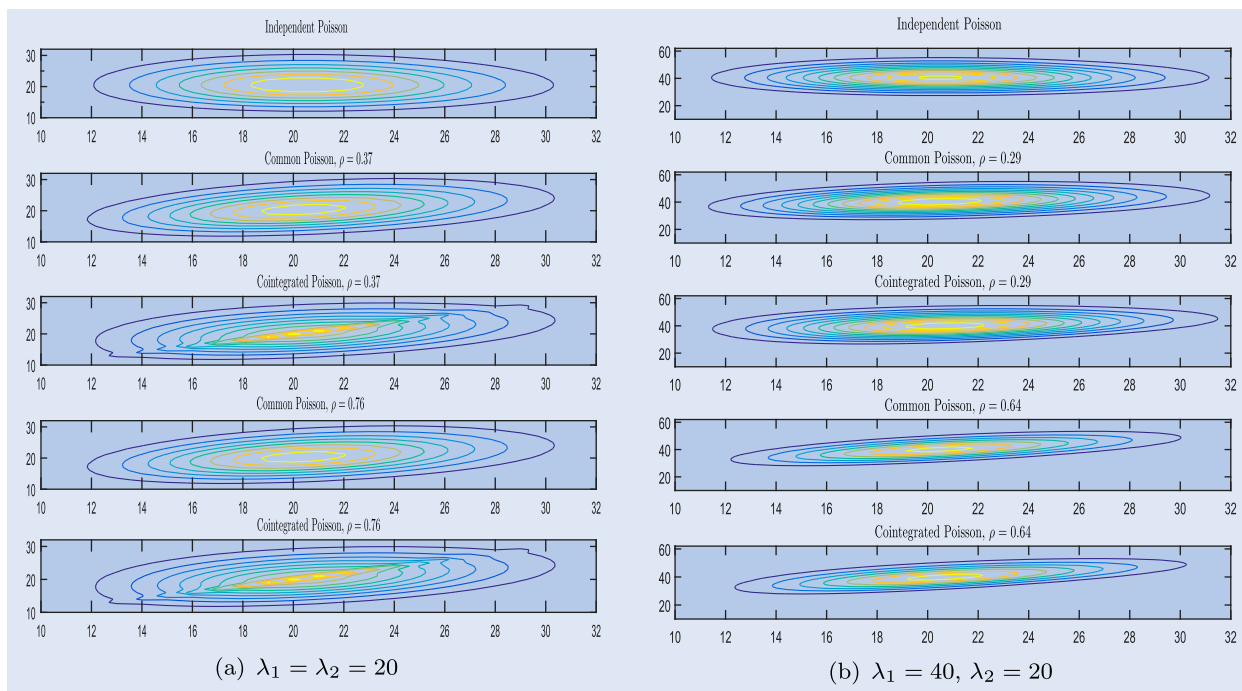 Independent Poisson
30
20
10
10 12 14 16 18 20 22 24 26 28 30 32
Common Poisson, ρ = 0.37
30
20
10
10 12 14 16 18 20 22 24 26 28 30 32
Cointegrated Poisson, ρ = 0.37
30
20
10
10 12 14 16 18 20 22 24 26 28 30 32
Common Poisson, ρ = 0.76
30
20
10
10 12 14 16 18 20 22 24 26 28 30 32
Cointegrated Poisson, ρ = 0.76
30
20
10
10 12 14 16 18 20 22 24 26 28 30 32
(a) λ₁ = λ₂ = 20
Independent Poisson
60
40
20
10 12 14 16 18 20 22 24 26 28 30 32
Common Poisson, ρ = 0.29
60
40
20
10 12 14 16 18 20 22 24 26 28 30 32
Cointegrated Poisson, ρ = 0.29
60
40
20
10 12 14 16 18 20 22 24 26 28 30 32
Common Poisson, ρ = 0.64
60
40
20
10 12 14 16 18 20 22 24 26 28 30 32
Cointegrated Poisson, ρ = 0.64
60
40
20
10 12 14 16 18 20 22 24 26 28 30 32
(b) λ₁ = 40, λ₂ = 20